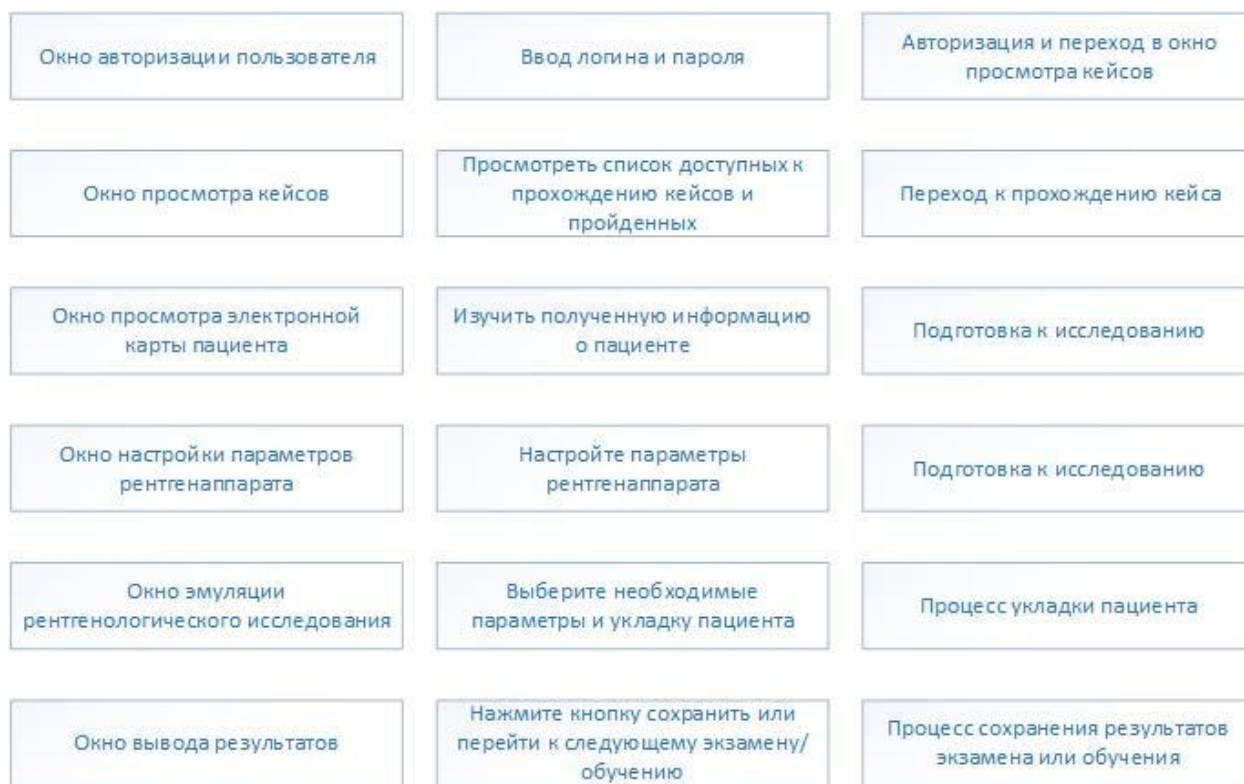 Окно авторизации пользователя
Ввод логина и пароля
Авторизация и переход в окно
просмотра кейсов
Окно просмотра кейсов
Просмотреть список доступных к
прохождению кейсов и
пройденных
Переход к прохождению кейса
Окно просмотра электронной
карты пациента
Изучить полученную информацию
о пациенте
Подготовка к исследованию
Окно настройки параметров
рентгенаппарата
Настройте параметры
рентгенаппарата
Подготовка к исследованию
Окно эмуляции
рентгенологического исследования
Выберите необходимые
параметры и укладку пациента
Процесс укладки пациента
Окно вывода результатов
Нажмите кнопку сохранить или
перейти к следующему экзамену/
обучению
Процесс сохранения результатов
экзамена или обучения